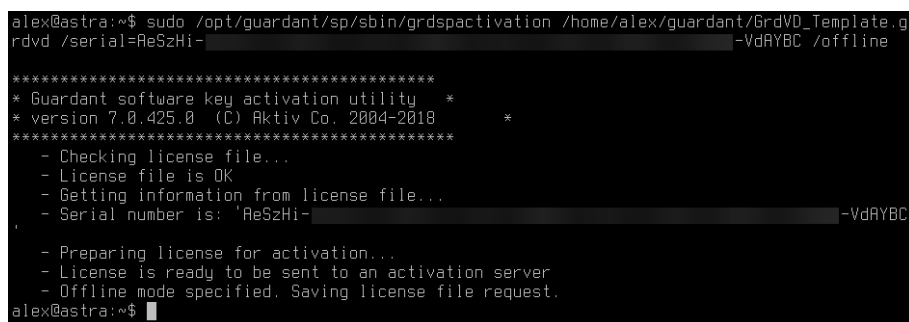 alex@astra:~$ sudo /opt/guardant/sp/sbin/grdspactivation /home/alex/guardant/GrdVD_Template.g
rdvd /serial=AeSzHi- -VdAYBC /offline
*******************************************
* Guardant software key activation utility   *
* version 7.0.425.0  (C) Aktiv Co. 2004-2018       *
*********************************************
   - Checking license file...
   - License file is OK
   - Getting information from license file...
   - Serial number is: 'AeSzHi- -VdAYBC
'
   - Preparing license for activation...
   - License is ready to be sent to an activation server
   - Offline mode specified. Saving license file request.
alex@astra:~$